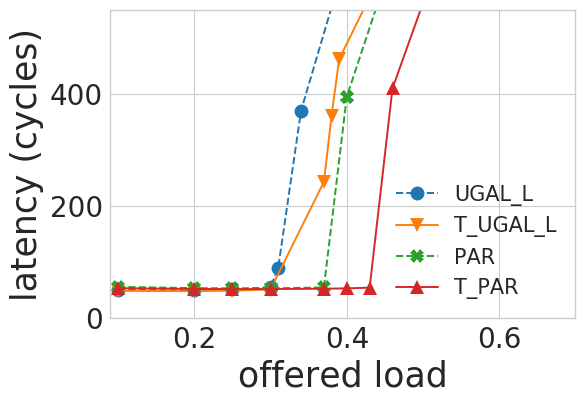 latency (cycles)
400
200
0
UGAL_L
T_UGAL_L
PAR
T_PAR
0.2 0.4 0.6
offered load